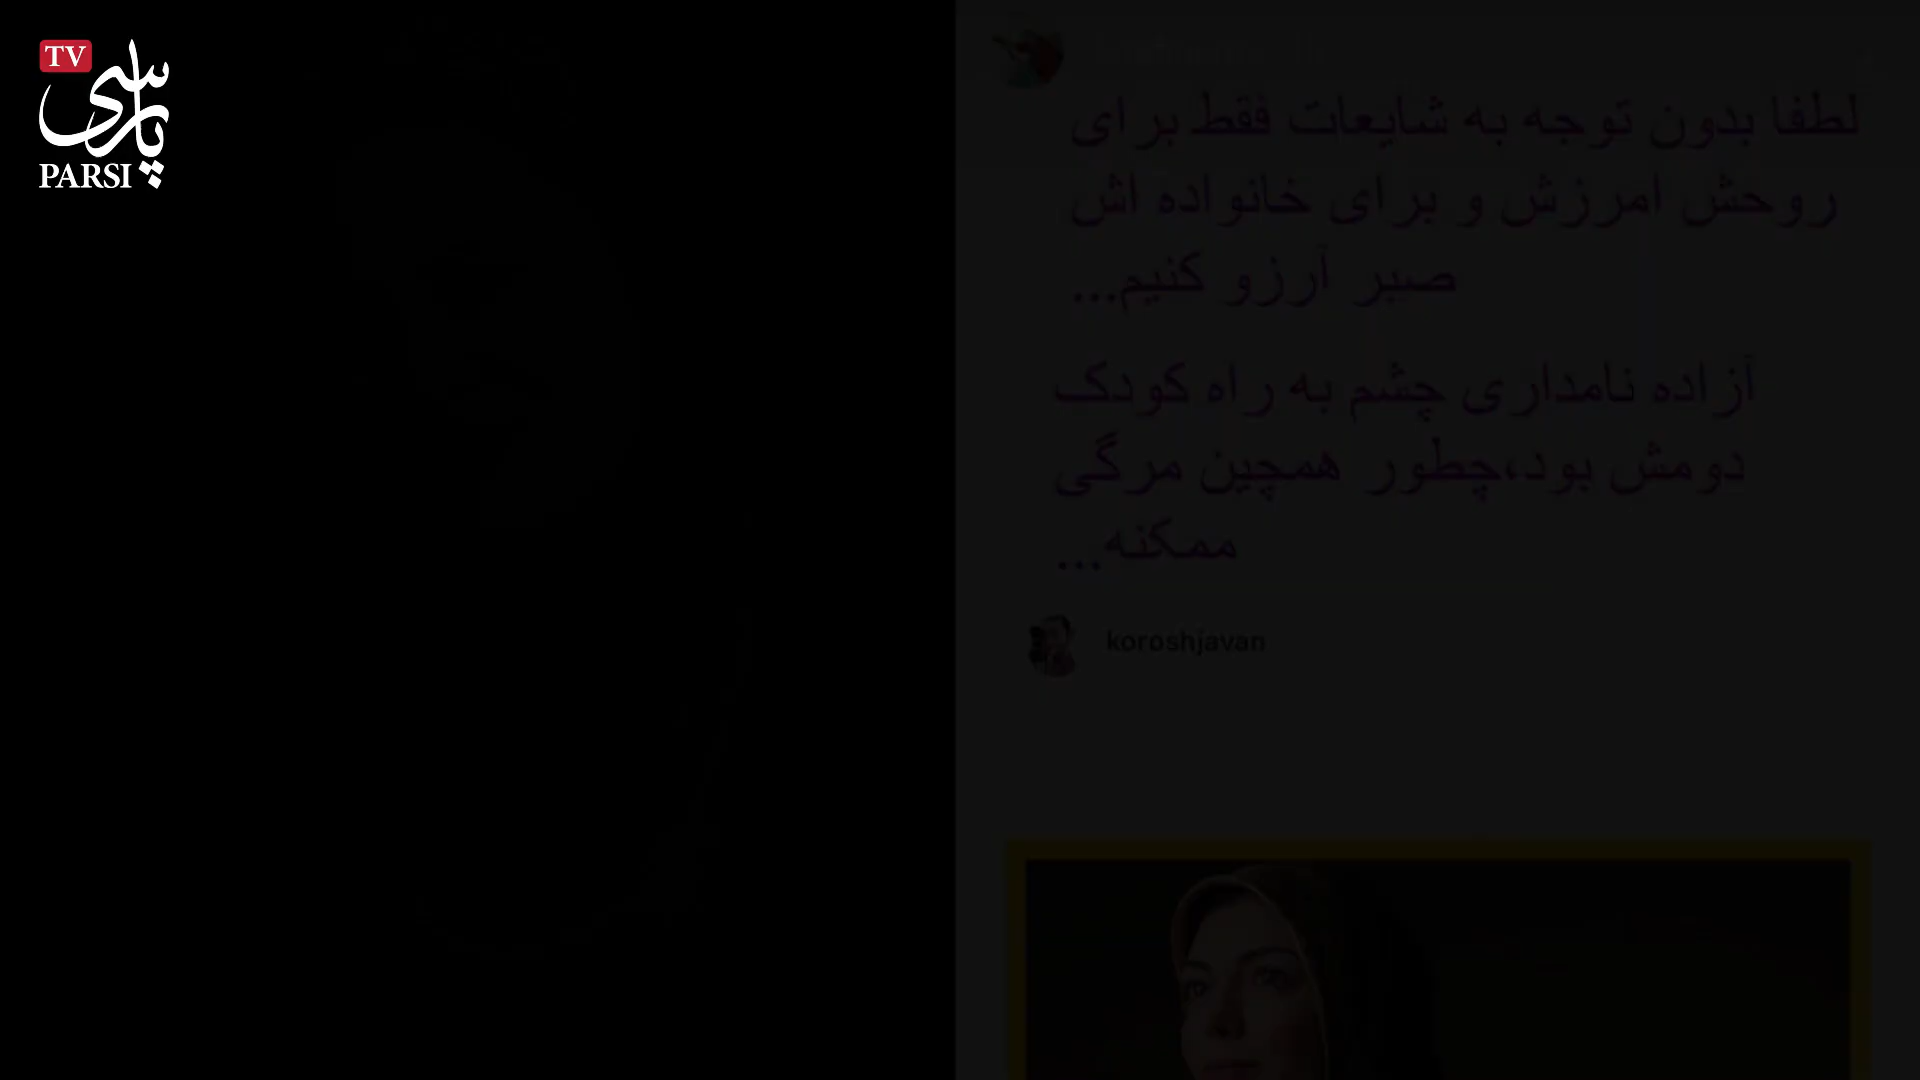 TV
پارسی
PARSI
لطفا بدون توجه به شایعات فقط برای
روحش امرزش و برای خانواده اش
صبر آرزو کنیم...
آزاده نامداری چشم به راه کودک
دومش بود،چطور همچین مرگی
ممکنه...
koroshjavan